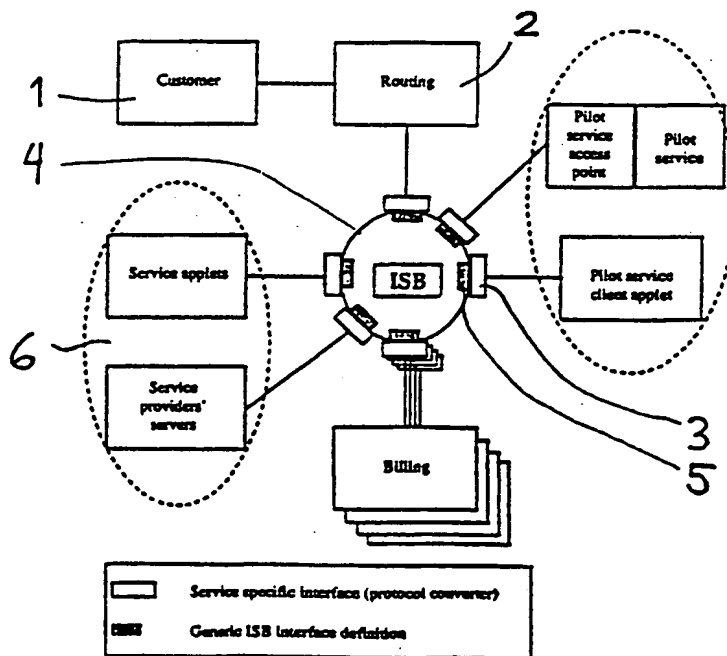 1
Customer
Routing
2
Pilot
service
access
point
Pilot
service
4
Service applets
ISB
Pilot service
client applet
6
Service
providers'
servers
3
5
Billing
Service specific interface (protocol converter)
Generic ISB interface definition